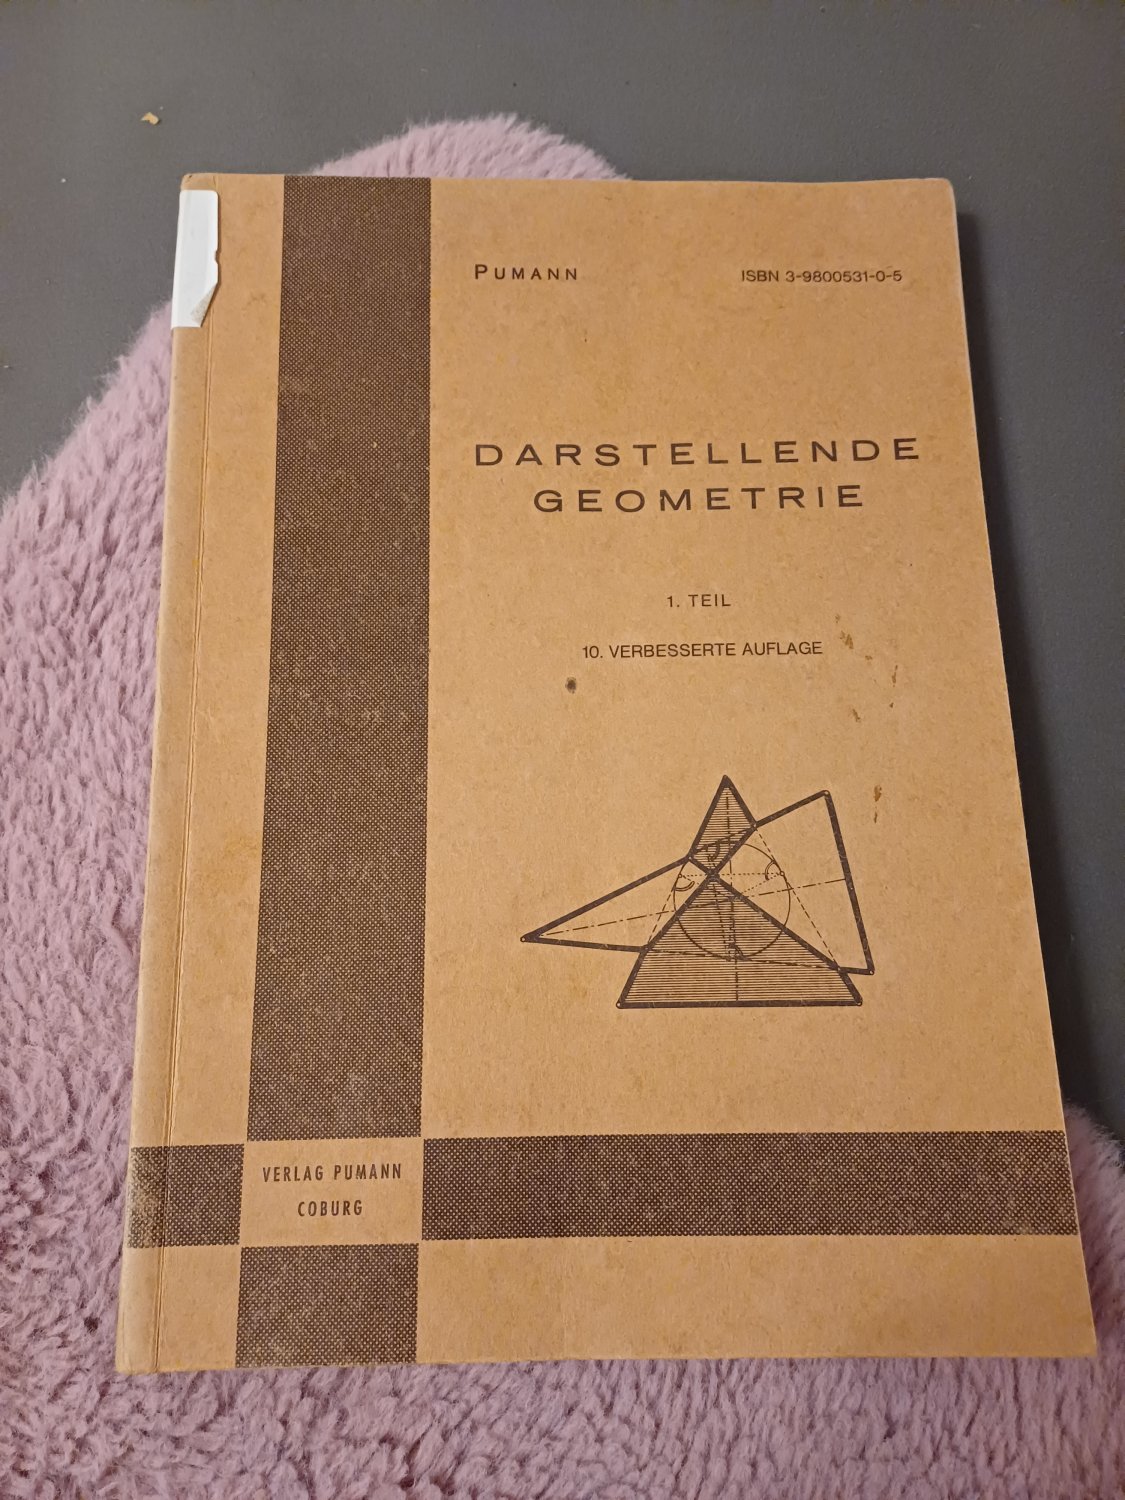 PUMANN
ISBN 3-9800531-0-5
DARSTELLENDE
GEOMETRIE
1. TEIL
10. VERBESSERTE AUFLAGE
VERLAG PUMANN
COBURG